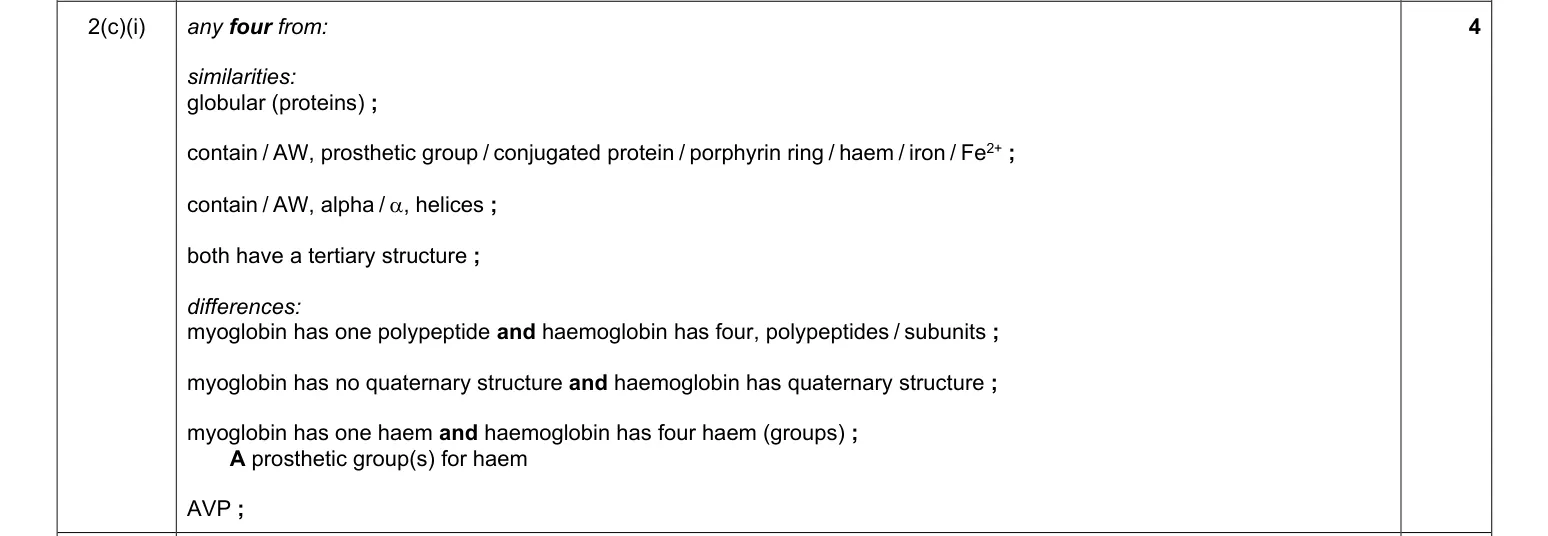 2(c)(i) any four from: 4
similarities:
globular (proteins) ;
contain / AW, prosthetic group / conjugated protein / porphyrin ring / haem / iron / Fe2+ ;
contain / AW, alpha / α, helices ;
both have a tertiary structure ;
differences:
myoglobin has one polypeptide and haemoglobin has four, polypeptides / subunits ;
myoglobin has no quaternary structure and haemoglobin has quaternary structure ;
myoglobin has one haem and haemoglobin has four haem (groups) ;
A prosthetic group(s) for haem
AVP ;